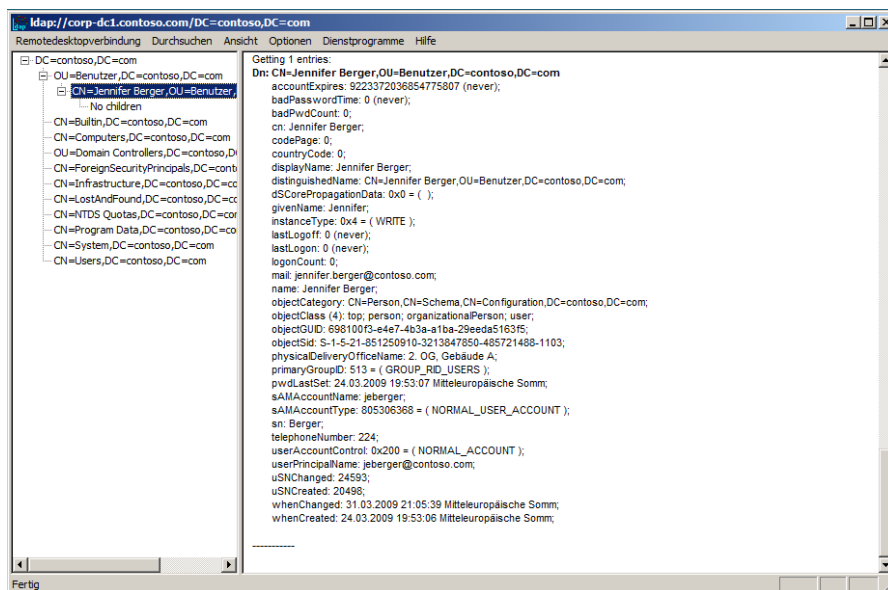 ldap://corp-dc1.contoso.com/DC=contoso,DC=com
Remotedesktopverbindung Durchsuchen Ansicht Optionen Dienstprogramme Hilfe
DC=contoso,DC=com
OU=Benutzer,DC=contoso,DC=com
CN=Jennifer Berger,OU=Benutzer,
No children
CN=Builtin,DC=contoso,DC=com
CN=Computers,DC=contoso,DC=com
OU=Domain Controllers,DC=contoso,D
CN=ForeignSecurityPrincipals,DC=cont
CN=Infrastructure,DC=contoso,DC=co
CN=LostAndFound,DC=contoso,DC=co
CN=NTDS Quotas,DC=contoso,DC=con
CN=Program Data,DC=contoso,DC=co
CN=System,DC=contoso,DC=com
CN=Users,DC=contoso,DC=com
Getting 1 entries:
Dn: CN=Jennifer Berger,OU=Benutzer,DC=contoso,DC=com
accountExpires: 9223372036854775807 (never);
badPasswordTime: 0 (never);
badPwdCount: 0;
cn: Jennifer Berger;
codePage: 0;
countryCode: 0;
displayName: Jennifer Berger;
distinguishedName: CN=Jennifer Berger,OU=Benutzer,DC=contoso,DC=com;
dSCorePropagationData: 0x0 = ( );
givenName: Jennifer;
instanceType: 0x4 = ( WRITE );
lastLogoff: 0 (never);
lastLogon: 0 (never);
logonCount: 0;
mail: jennifer.berger@contoso.com;
name: Jennifer Berger;
objectCategory: CN=Person,CN=Schema,CN=Configuration,DC=contoso,DC=com;
objectClass (4): top; person; organizationalPerson; user;
objectGUID: 698100f3-e4e7-4b3a-a1ba-29eeda5163f5;
objectSid: S-1-5-21-851250910-3213847850-485721488-1103;
physicalDeliveryOfficeName: 2. OG, Gebäude A;
primaryGroupID: 513 = ( GROUP_RID_USERS );
pwdLastSet: 24.03.2009 19:53:07 Mitteleuropäische Somm;
sAMAccountName: jeberger;
sAMAccountType: 805306368 = ( NORMAL_USER_ACCOUNT );
sn: Berger;
telephoneNumber: 224;
userAccountControl: 0x200 = ( NORMAL_ACCOUNT );
userPrincipalName: jeberger@contoso.com;
uSNChanged: 24593;
uSNCreated: 20498;
whenChanged: 31.03.2009 21:05:39 Mitteleuropäische Somm;
whenCreated: 24.03.2009 19:53:06 Mitteleuropäische Somm;
-----------
Fertig